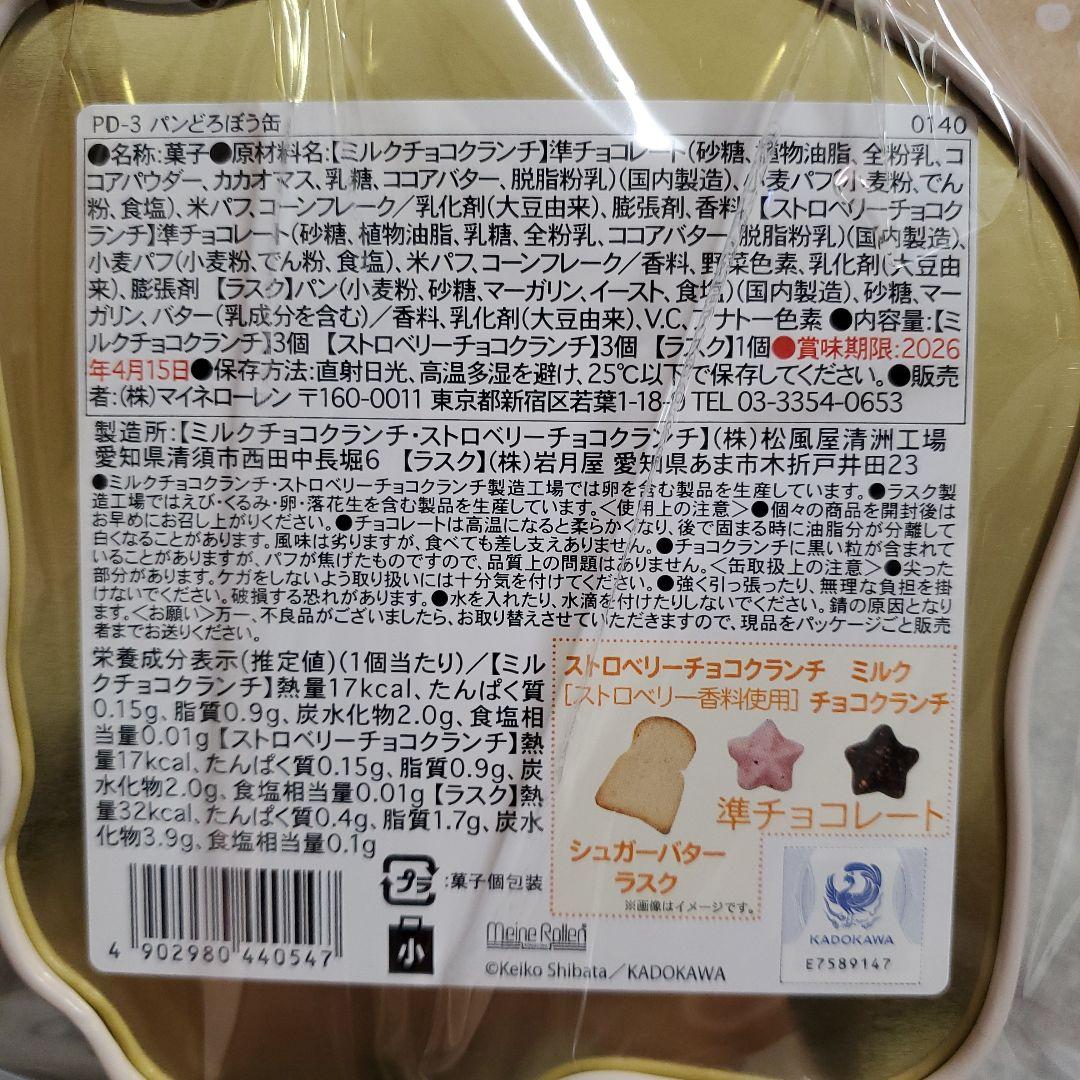 PD-3 パンどろぼう缶
0140
●名称:菓子●原材料名:【ミルクチョコクランチ】準チョコレート(砂糖、植物油脂、全粉乳、コ
コアパウダー、カカオマス、乳糖、ココアバター、脱脂粉乳)(国内製造)、小麦パフ(小麦粉、でん
粉、食塩)、米パフ、コーンフレーク/乳化剤(大豆由来)、膨張剤、香料 【ストロベリーチョコク
ランチ】準チョコレート(砂糖、植物油脂、乳糖、全粉乳、ココアバター、脱脂粉乳)(国内製造)、
小麦パフ(小麦粉、でん粉、食塩)、米パフ、コーンフレーク/香料、野菜色素、乳化剤(大豆由
来)、膨張剤 【ラスク】パン(小麦粉、砂糖、マーガリン、イースト、食塩)(国内製造)、砂糖、マー
ガリン、バター(乳成分を含む)/香料、乳化剤(大豆由来)、V.C、アナトー色素 ●内容量:【ミ
ルクチョコクランチ】3個 【ストロベリーチョコクランチ】3個 【ラスク】1個●賞味期限:2026
年4月15日●保存方法:直射日光、高温多湿を避け、25℃以下で保存してください。●販売
者:(株)マイネローレン 〒160-0011 東京都新宿区若葉1-18-9 TEL 03-3354-0653
製造所:【ミルクチョコクランチ・ストロベリーチョコクランチ】(株)松風屋清洲工場
愛知県清須市西田中長堀6 【ラスク】(株)岩月屋 愛知県あま市木折戸井田23
●ミルクチョコクランチ・ストロベリーチョコクランチ製造工場では卵を含む製品を生産しています。●ラスク製
造工場ではえび・くるみ・卵・落花生を含む製品を生産しています。<使用上の注意>●個々の商品を開封後は
お早めにお召し上がりください。●チョコレートは高温になると柔らかくなり、後で固まる時に油脂分が分離して
白くなることがあります。風味は劣りますが、食べても差し支えありません。●チョコクランチに黒い粒が含まれて
いることがありますが、パフが焦げたものですので、品質上の問題はありません。<缶取扱上の注意>●尖った
部分があります。ケガをしないよう取り扱いには十分気を付けてください。●強く引っ張ったり、無理な負担を掛
けないでください。破損する恐れがあります。●水を入れたり、水滴を付けたりしないでください。錆の原因となり
ます。<お願い>万一、不良品がございましたら、お取り替えさせていただきますので、現品をパッケージごと販売
者までお送りください。
栄養成分表示(推定値)(1個当たり)/【ミル
クチョコクランチ】熱量17kcal、たんぱく質
0.15g、脂質0.9g、炭水化物2.0g、食塩相
当量0.01g【ストロベリーチョコクランチ】熱
量17kcal、たんぱく質0.15g、脂質0.9g、炭
水化物2.0g、食塩相当量0.01g【ラスク】熱
量32kcal、たんぱく質0.4g、脂質1.7g、炭水
化物3.9g、食塩相当量0.1g
ストロベリーチョコクランチ ミルク
[ストロベリー香料使用] チョコクランチ
準チョコレート
シュガーバター
ラスク
※画像はイメージです。
プラ
:菓子個包装
小
Meine Rollen
©Keiko Shibata/KADOKAWA
KADOKAWA
E7589147
4 902980 440547